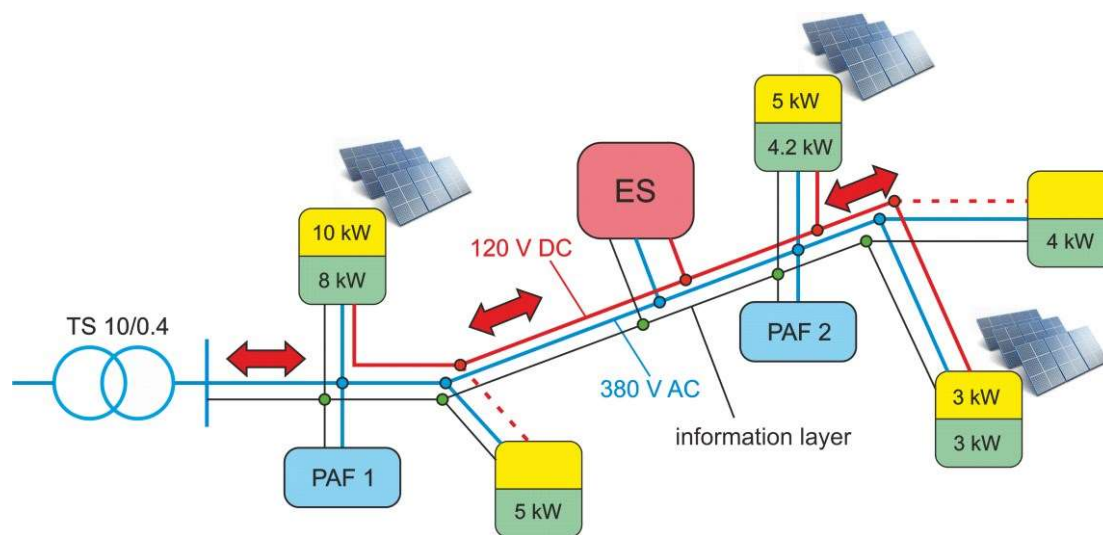 5 kW
4.2 kW
ES
10 kW
8 kW
120 V DC
4 kW
TS 10/0.4
PAF 2
380 V AC
3 kW
3 kW
information layer
PAF 1
5 kW